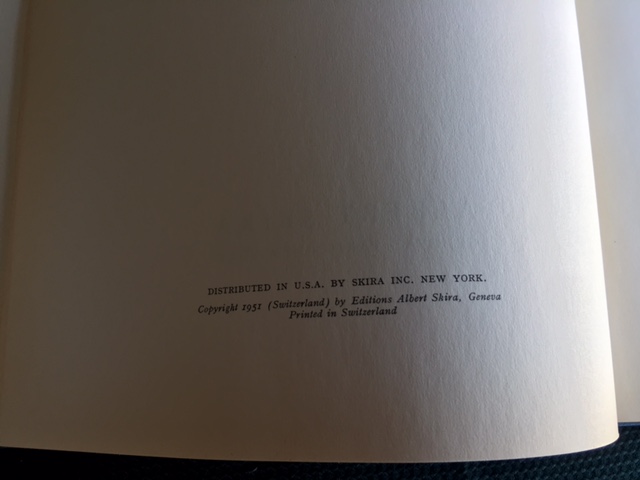 DISTRIBUTED IN U.S.A. BY SKIRA INC. NEW YORK.
Copyright 1951 (Switzerland) by Editions Albert Skira, Geneva
Printed in Switzerland